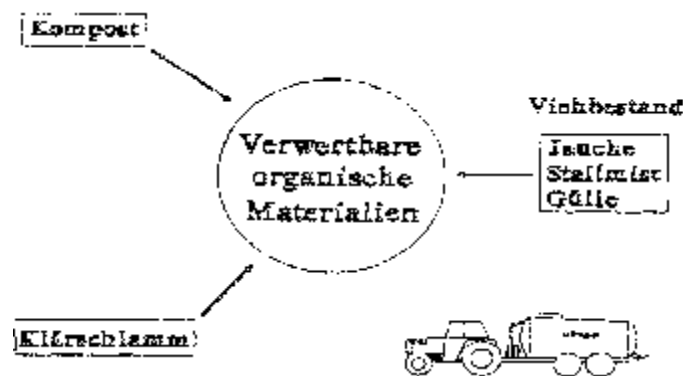 Kompost
Viehbestand
Verwertbare
organische
Materialien
Jauche
Stallmist
Gülle
Klärschlamm